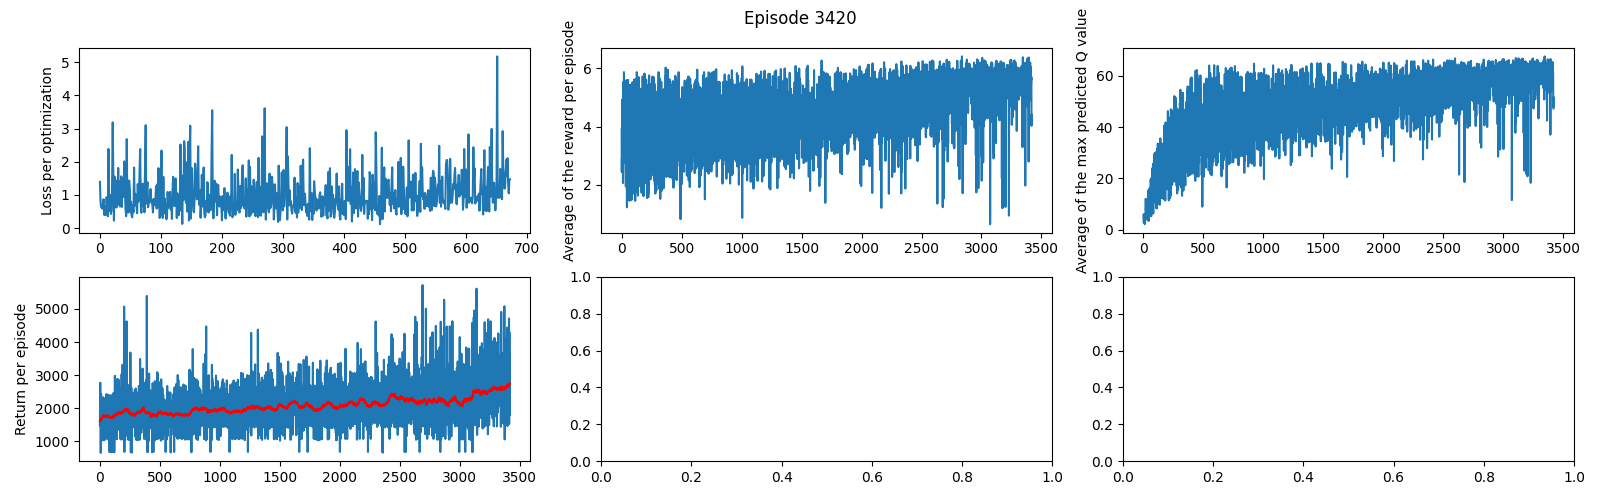 Episode 3420
Loss per optimization
5
4
3
2
1
0
0 100 200 300 400 500 600 700
Average of the reward per episode
6
4
2
0 500 1000 1500 2000 2500 3000 3500
Average of the max predicted Q value
60
40
20
0
0 500 1000 1500 2000 2500 3000 3500
Return per episode
5000
4000
3000
2000
1000
0 500 1000 1500 2000 2500 3000 3500
1.0
0.8
0.6
0.4
0.2
0.0
0.0 0.2 0.4 0.6 0.8 1.0
1.0
0.8
0.6
0.4
0.2
0.0
0.0 0.2 0.4 0.6 0.8 1.0